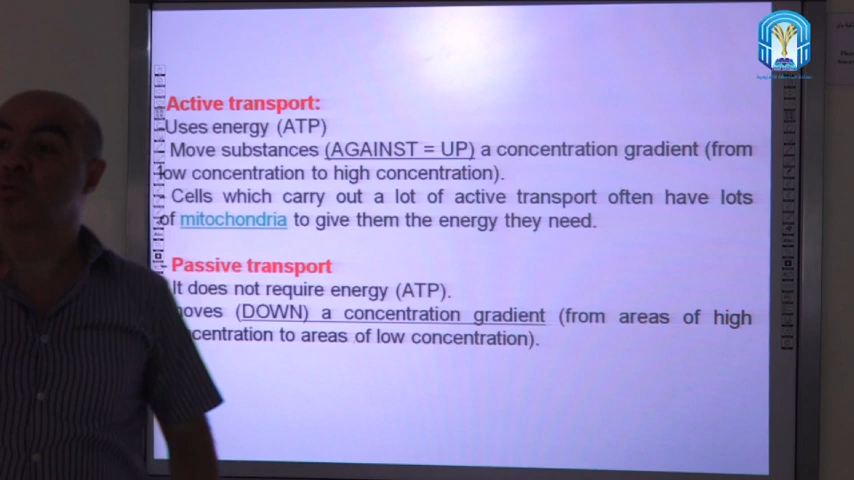 Active transport:
-Uses energy (ATP)
- Move substances (AGAINST = UP) a concentration gradient (from
low concentration to high concentration).
- Cells which carry out a lot of active transport often have lots
of mitochondria to give them the energy they need.
Passive transport
It does not require energy (ATP).
(DOWN) a concentration gradient (from areas of high
to areas of low concentration).